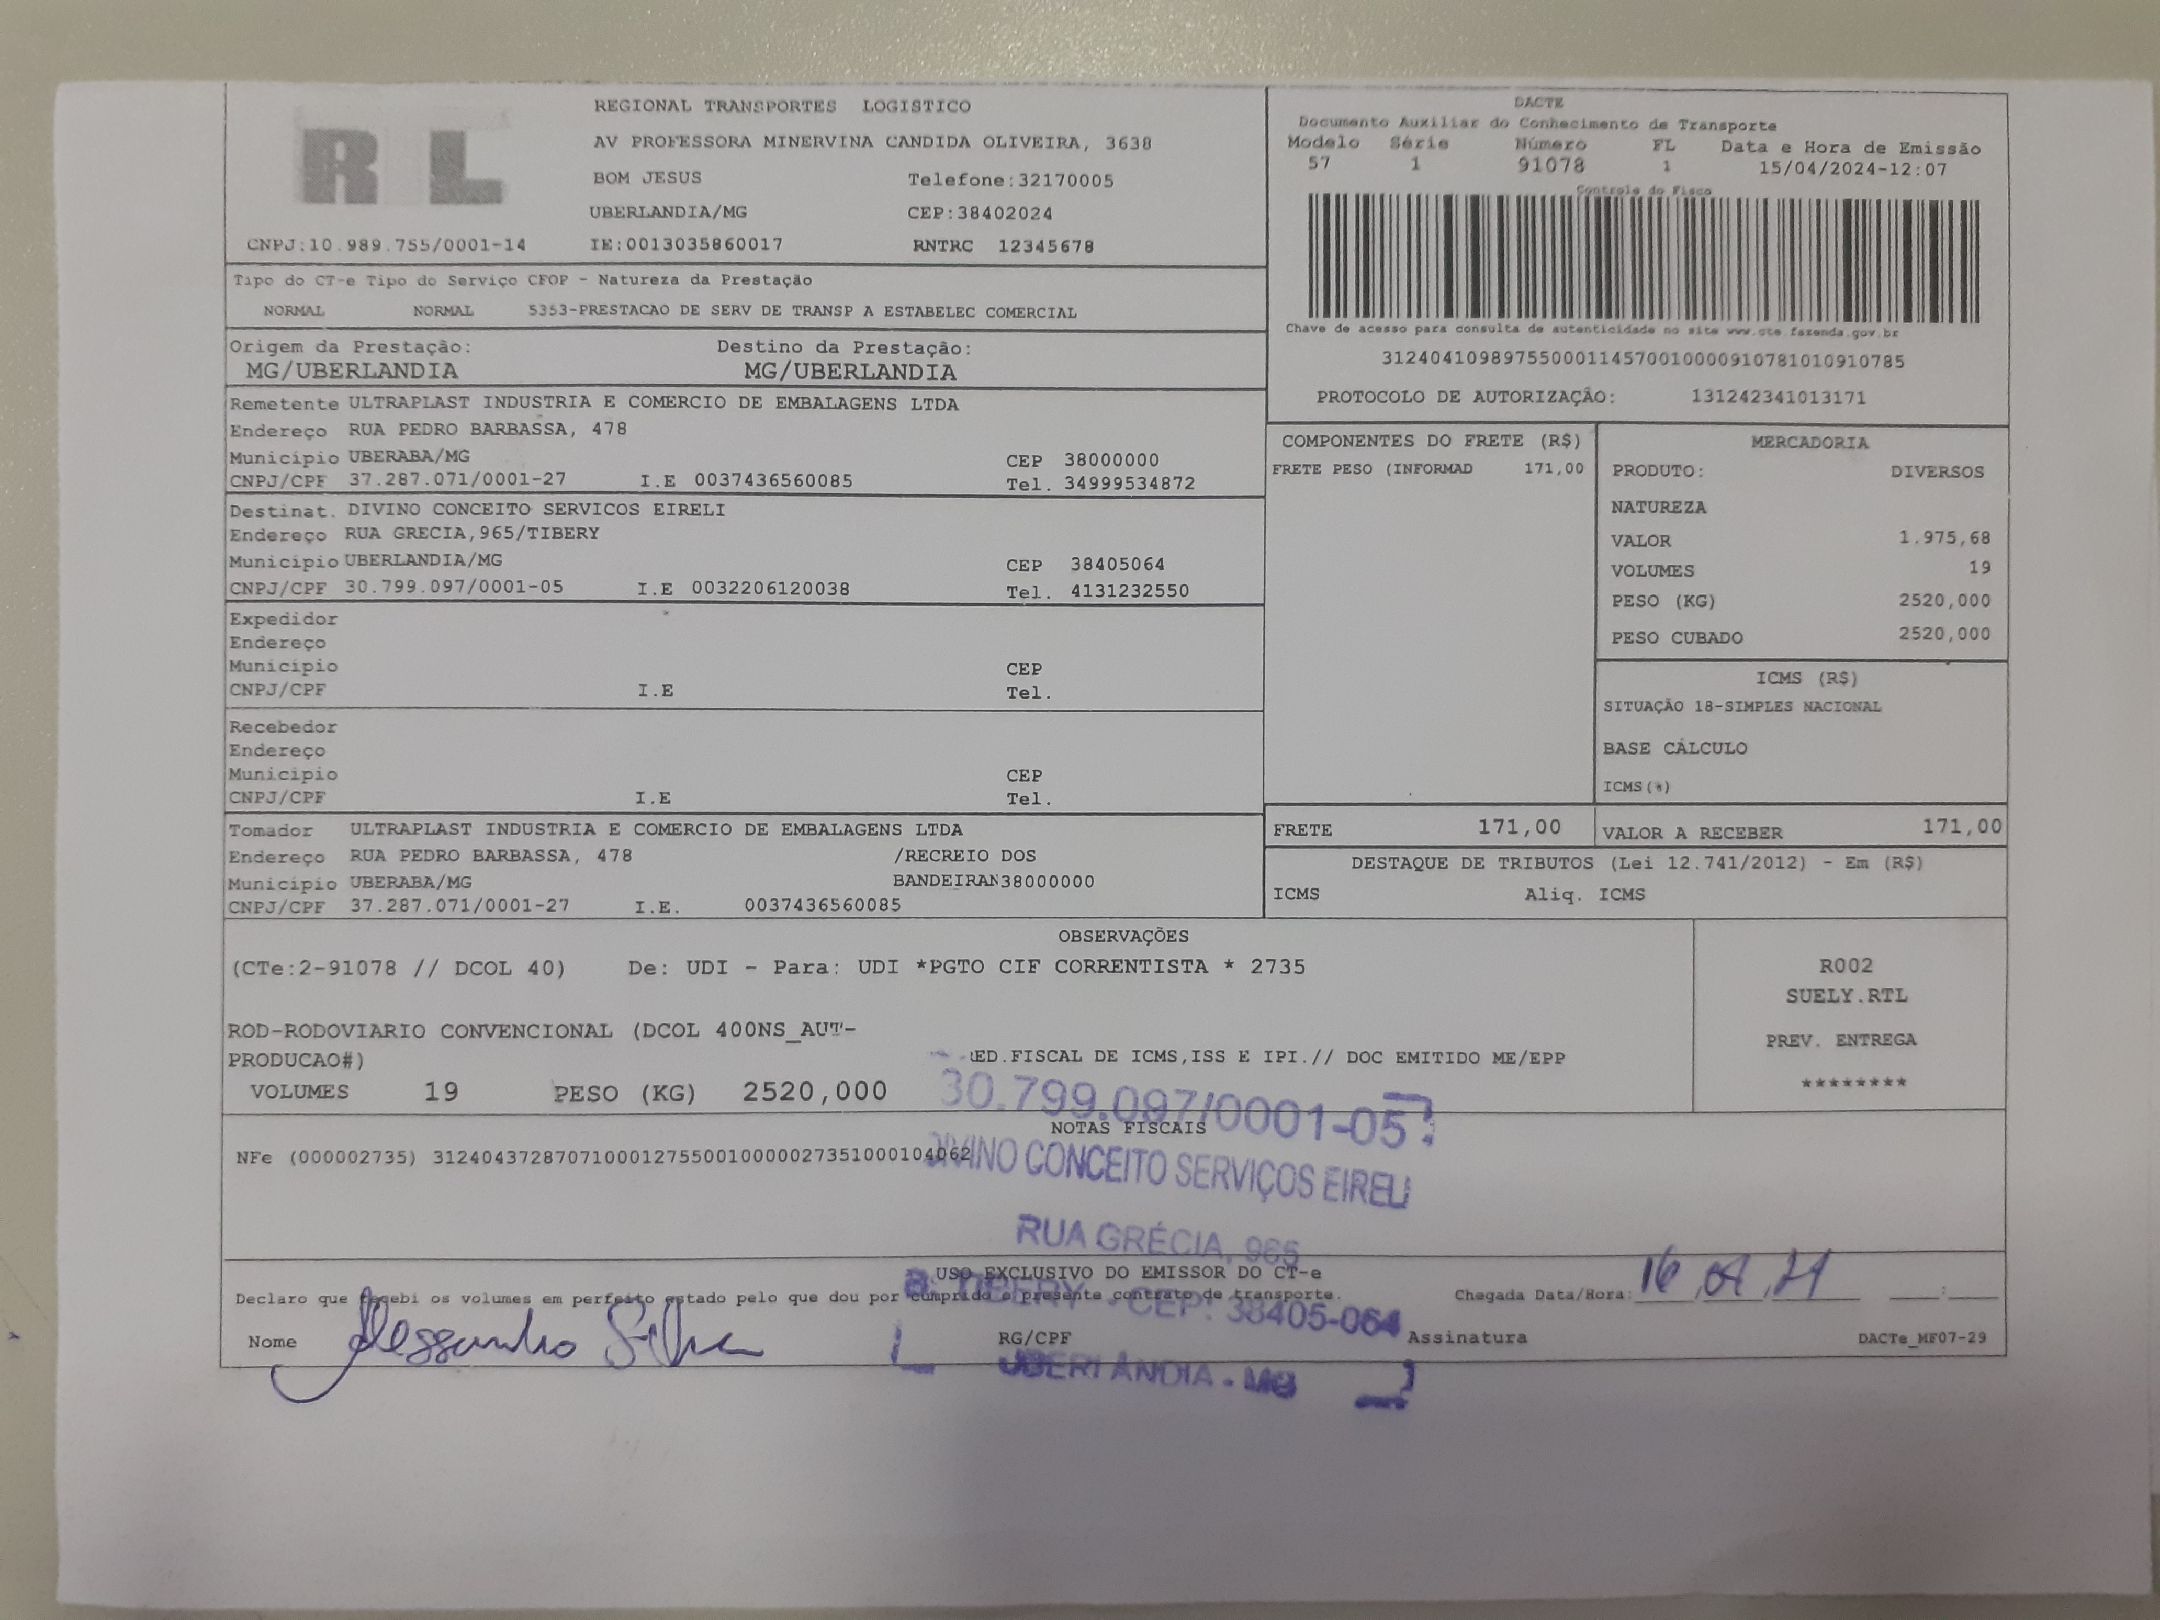 RTL
REGIONAL TRANSPORTES LOGISTICO
AV PROFESSORA MINERVINA CANDIDA OLIVEIRA, 3638
BOM JESUS Telefone:32170005
UBERLANDIA/MG CEP:38402024
CNPJ:10.989.755/0001-14 IE:0013035860017 RNTRC 12345678
DACTE
Documento Auxiliar do Conhecimento de Transporte
Modelo Série Número FL Data e Hora de Emissão
57 1 91078 1 15/04/2024-12:07
Controle do Fisco
Chave de acesso para consulta de autenticidade no site www.cte.fazenda.gov.br
31240410989755000114570010000910781010910785
PROTOCOLO DE AUTORIZAÇÃO: 131242341013171
Tipo do CT-e Tipo do Serviço CFOP - Natureza da Prestação
NORMAL NORMAL 5353-PRESTACAO DE SERV DE TRANSP A ESTABELEC COMERCIAL
Origem da Prestação: Destino da Prestação:
MG/UBERLANDIA MG/UBERLANDIA
Remetente ULTRAPLAST INDUSTRIA E COMERCIO DE EMBALAGENS LTDA
Endereço RUA PEDRO BARBASSA, 478
Município UBERABA/MG CEP 38000000
CNPJ/CPF 37.287.071/0001-27 I.E 0037436560085 Tel. 34999534872
Destinat. DIVINO CONCEITO SERVICOS EIRELI
Endereço RUA GRECIA,965/TIBERY
Município UBERLANDIA/MG CEP 38405064
CNPJ/CPF 30.799.097/0001-05 I.E 0032206120038 Tel. 4131232550
Expedidor
Endereço
Município CEP
CNPJ/CPF I.E Tel.
Recebedor
Endereço
Município CEP
CNPJ/CPF I.E Tel.
Tomador ULTRAPLAST INDUSTRIA E COMERCIO DE EMBALAGENS LTDA
Endereço RUA PEDRO BARBASSA, 478 /RECREIO DOS
Município UBERABA/MG BANDEIRAN38000000
CNPJ/CPF 37.287.071/0001-27 I.E. 0037436560085
COMPONENTES DO FRETE (R$)
FRETE PESO (INFORMAD 171,00
MERCADORIA
PRODUTO: DIVERSOS
NATUREZA
VALOR 1.975,68
VOLUMES 19
PESO (KG) 2520,000
PESO CUBADO 2520,000
ICMS (R$)
SITUAÇÃO 18-SIMPLES NACIONAL
BASE CÁLCULO
ICMS(*)
FRETE 171,00 VALOR A RECEBER 171,00
DESTAQUE DE TRIBUTOS (Lei 12.741/2012) - Em (R$)
ICMS Aliq. ICMS
OBSERVAÇÕES
(CTe:2-91078 // DCOL 40) De: UDI - Para: UDI *PGTO CIF CORRENTISTA * 2735
ROD-RODOVIARIO CONVENCIONAL (DCOL 400NS_AUT-
PRODUCAO#) ED.FISCAL DE ICMS,ISS E IPI.// DOC EMITIDO ME/EPP
VOLUMES 19 PESO (KG) 2520,000
R002
SUELY.RTL
PREV. ENTREGA
********
NOTAS FISCAIS
NFe (000002735) 31240437287071000127550010000027351000104062
30.799.097/0001-05
DIVINO CONCEITO SERVIÇOS EIRELI
RUA GRÉCIA, 965
B. TIBERY - CEP: 38405-064
UBERLÂNDIA - MG
USO EXCLUSIVO DO EMISSOR DO CT-e
Declaro que recebi os volumes em perfeito estado pelo que dou por cumprido o presente contrato de transporte. Chegada Data/Hora: 16 04 24 :
Nome Alessandro Silva RG/CPF Assinatura DACTe_MF07-29